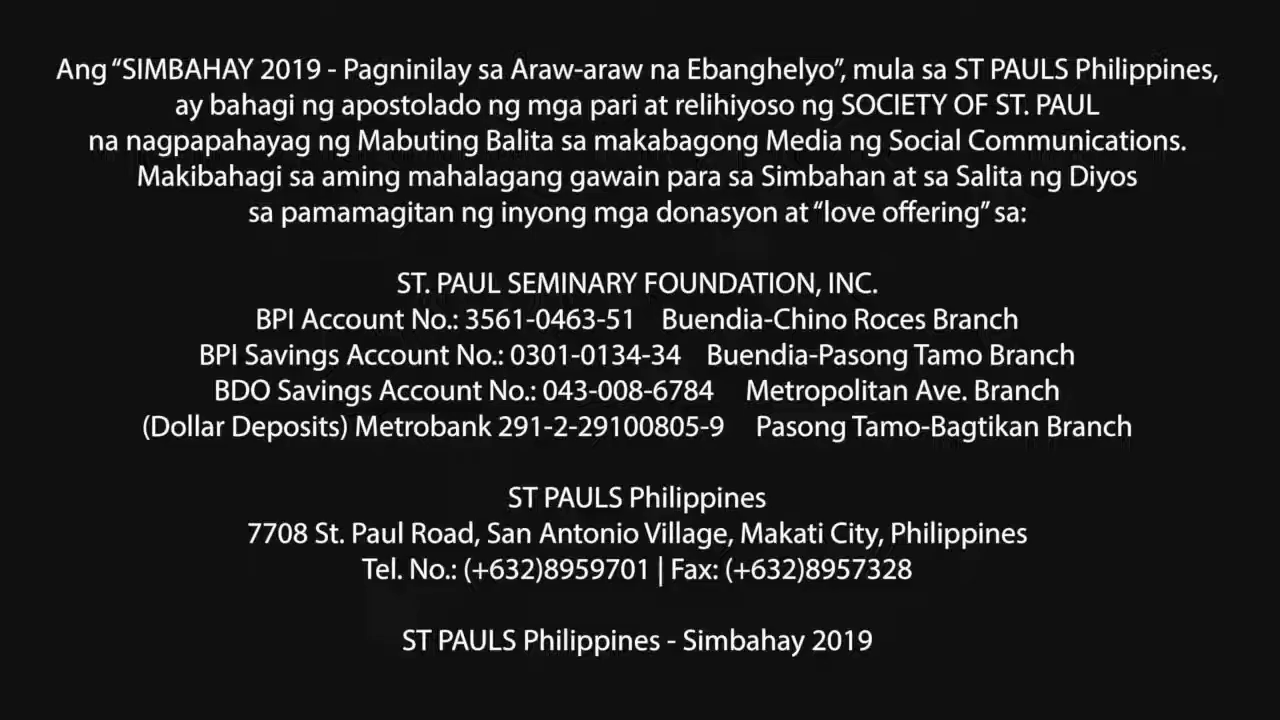 Ang “SIMBAHAY 2019 - Pagninilay sa Araw-araw na Ebanghelyo”, mula sa ST PAULS Philippines,
ay bahagi ng apostolado ng mga pari at relihiyoso ng SOCIETY OF ST. PAUL
na nagpapahayag ng Mabuting Balita sa makabagong Media ng Social Communications.
Makibahagi sa aming mahalagang gawain para sa Simbahan at sa Salita ng Diyos
sa pamamagitan ng inyong mga donasyon at “love offering” sa:
ST. PAUL SEMINARY FOUNDATION, INC.
BPI Account No.: 3561-0463-51 Buendia-Chino Roces Branch
BPI Savings Account No.: 0301-0134-34 Buendia-Pasong Tamo Branch
BDO Savings Account No.: 043-008-6784 Metropolitan Ave. Branch
(Dollar Deposits) Metrobank 291-2-29100805-9 Pasong Tamo-Bagtikan Branch
ST PAULS Philippines
7708 St. Paul Road, San Antonio Village, Makati City, Philippines
Tel. No.: (+632)8959701 | Fax: (+632)8957328
ST PAULS Philippines - Simbahay 2019